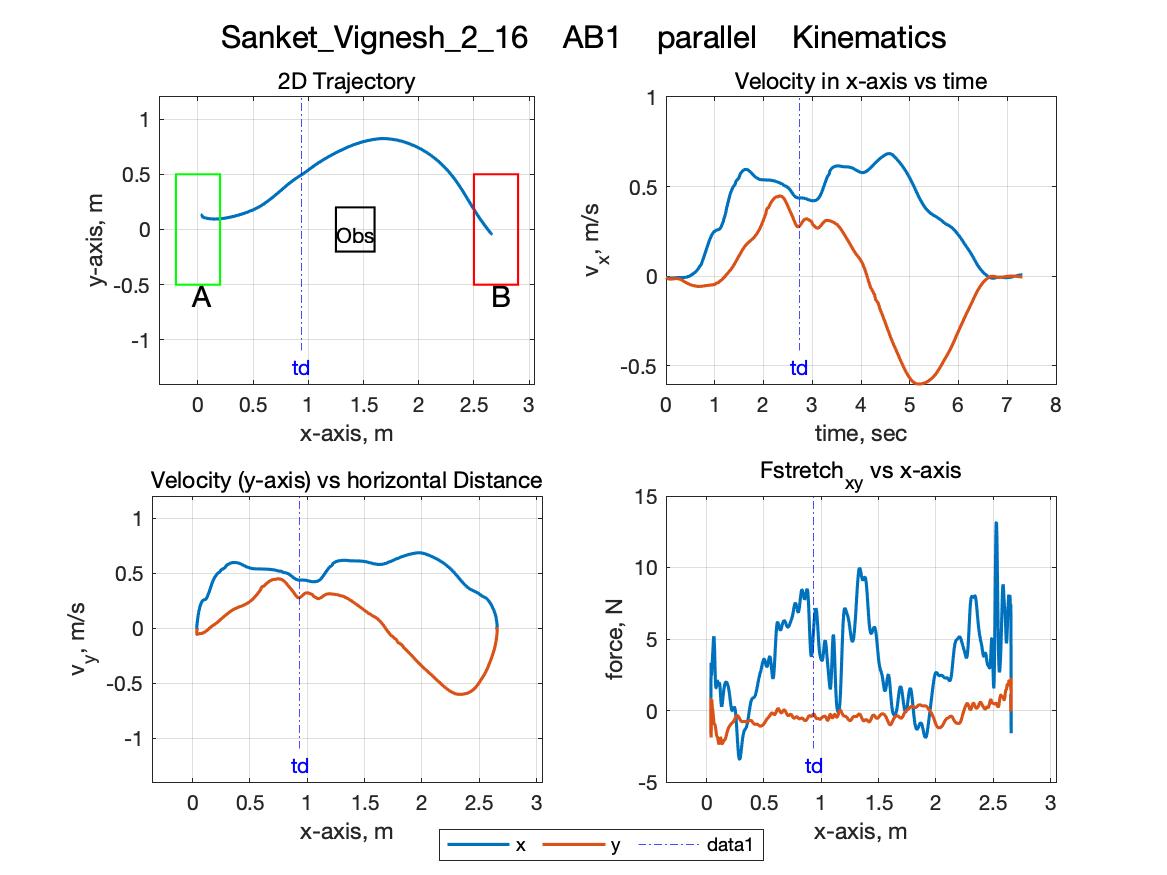 Sanket_Vignesh_2_16 AB1 parallel Kinematics
2D Trajectory
1
0.5
0
-0.5
-1
y-axis, m
A
Obs
B
td
0 0.5 1 1.5 2 2.5 3
x-axis, m
Velocity in x-axis vs time
1
0.5
0
-0.5
v_x, m/s
td
0 1 2 3 4 5 6 7 8
time, sec
Velocity (y-axis) vs horizontal Distance
1
0.5
0
-0.5
-1
v_y, m/s
td
0 0.5 1 1.5 2 2.5 3
x-axis, m
Fstretch_xy vs x-axis
15
10
5
0
-5
force, N
td
0 0.5 1 1.5 2 2.5 3
x-axis, m
x y data1